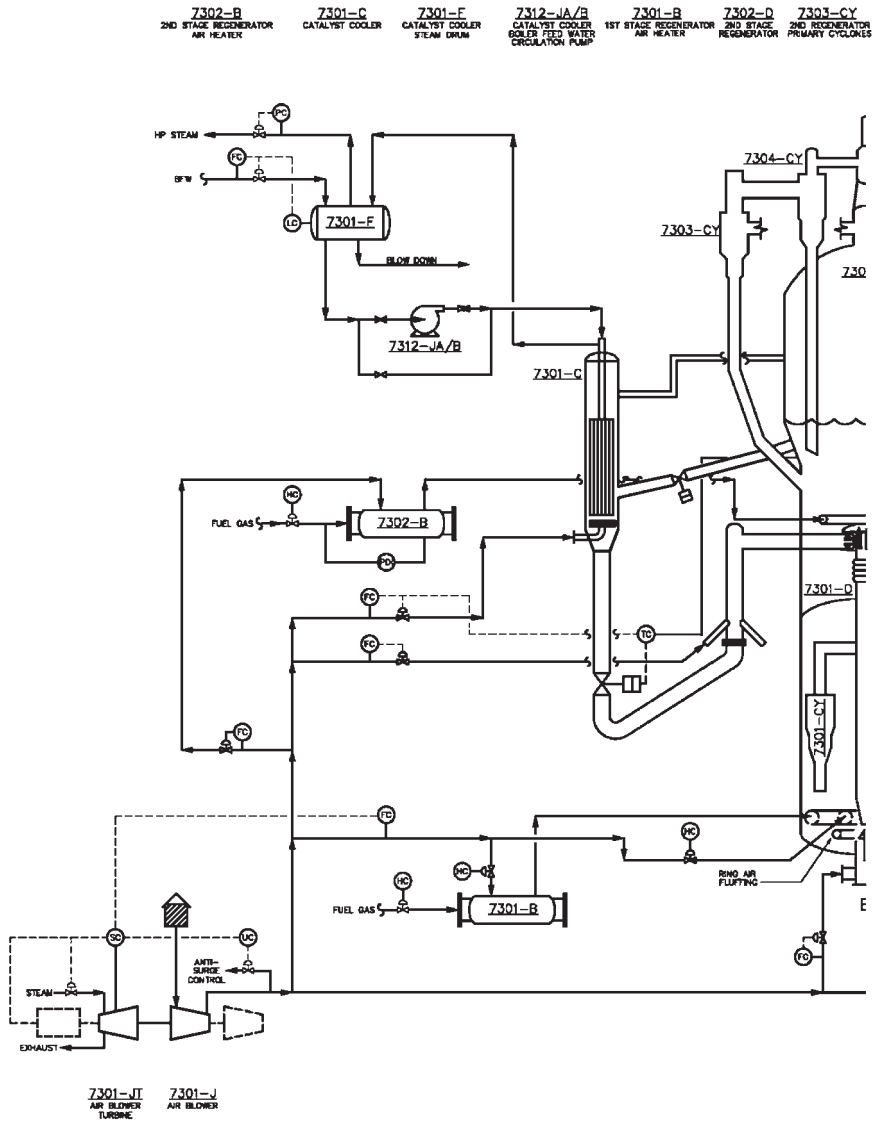 7302-B
2ND STAGE REGENERATOR
AIR HEATER
7301-C
CATALYST COOLER
7301-F
CATALYST COOLER
STEAM DRUM
7312-JA/B
CATALYST COOLER
BOILER FEED WATER
CIRCULATION PUMP
7301-B
1ST STAGE REGENERATOR
AIR HEATER
7302-D
2ND STAGE
REGENERATOR
7303-CY
2ND REGENERATOR
PRIMARY CYCLONES
PC
HP STEAM
FC
BFW
LC
7301-F
BLOW DOWN
7304-CY
7303-CY
730
7312-JA/B
7301-C
HC
FUEL GAS
7302-B
PD
FC
7301-D
FC
TC
7301-CY
FC
FC
HC
HC
HC
RING AIR
FLUFFING
FUEL GAS
7301-B
E
SC
UC
ANTI-
SURGE
CONTROL
FC
STEAM
EXHAUST
7301-JT
AIR BLOWER
TURBINE
7301-J
AIR BLOWER